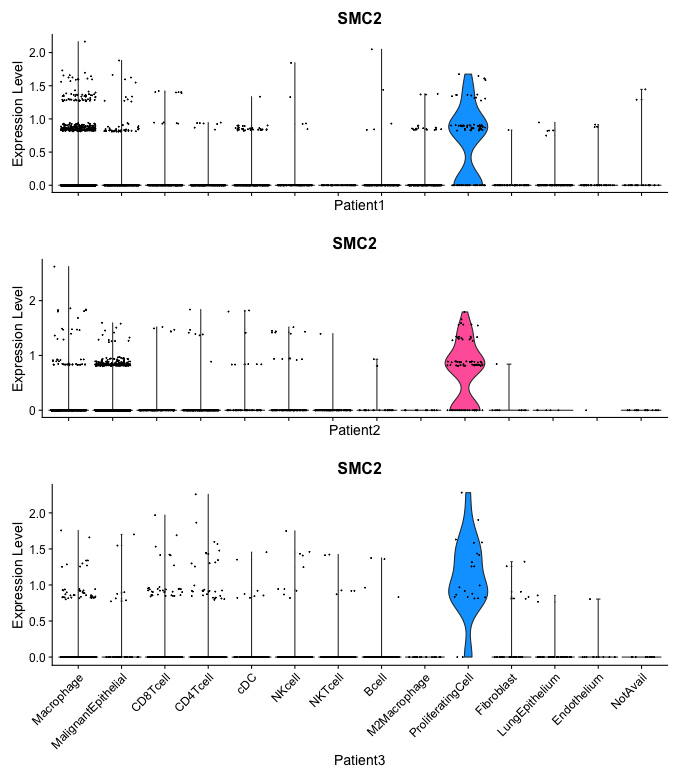 SMC2
Expression Level
2.0
1.5
1.0
0.5
0.0
Patient1
SMC2
Expression Level
2
1
0
Patient2
SMC2
Expression Level
2.0
1.5
1.0
0.5
0.0
Macrophage
MalignantEpithelial
CD8Tcell
CD4Tcell
cDC
NKcell
NKTcell
Bcell
M2Macrophage
ProliferatingCell
Fibroblast
LungEpithelium
Endothelium
NotAvail
Patient3